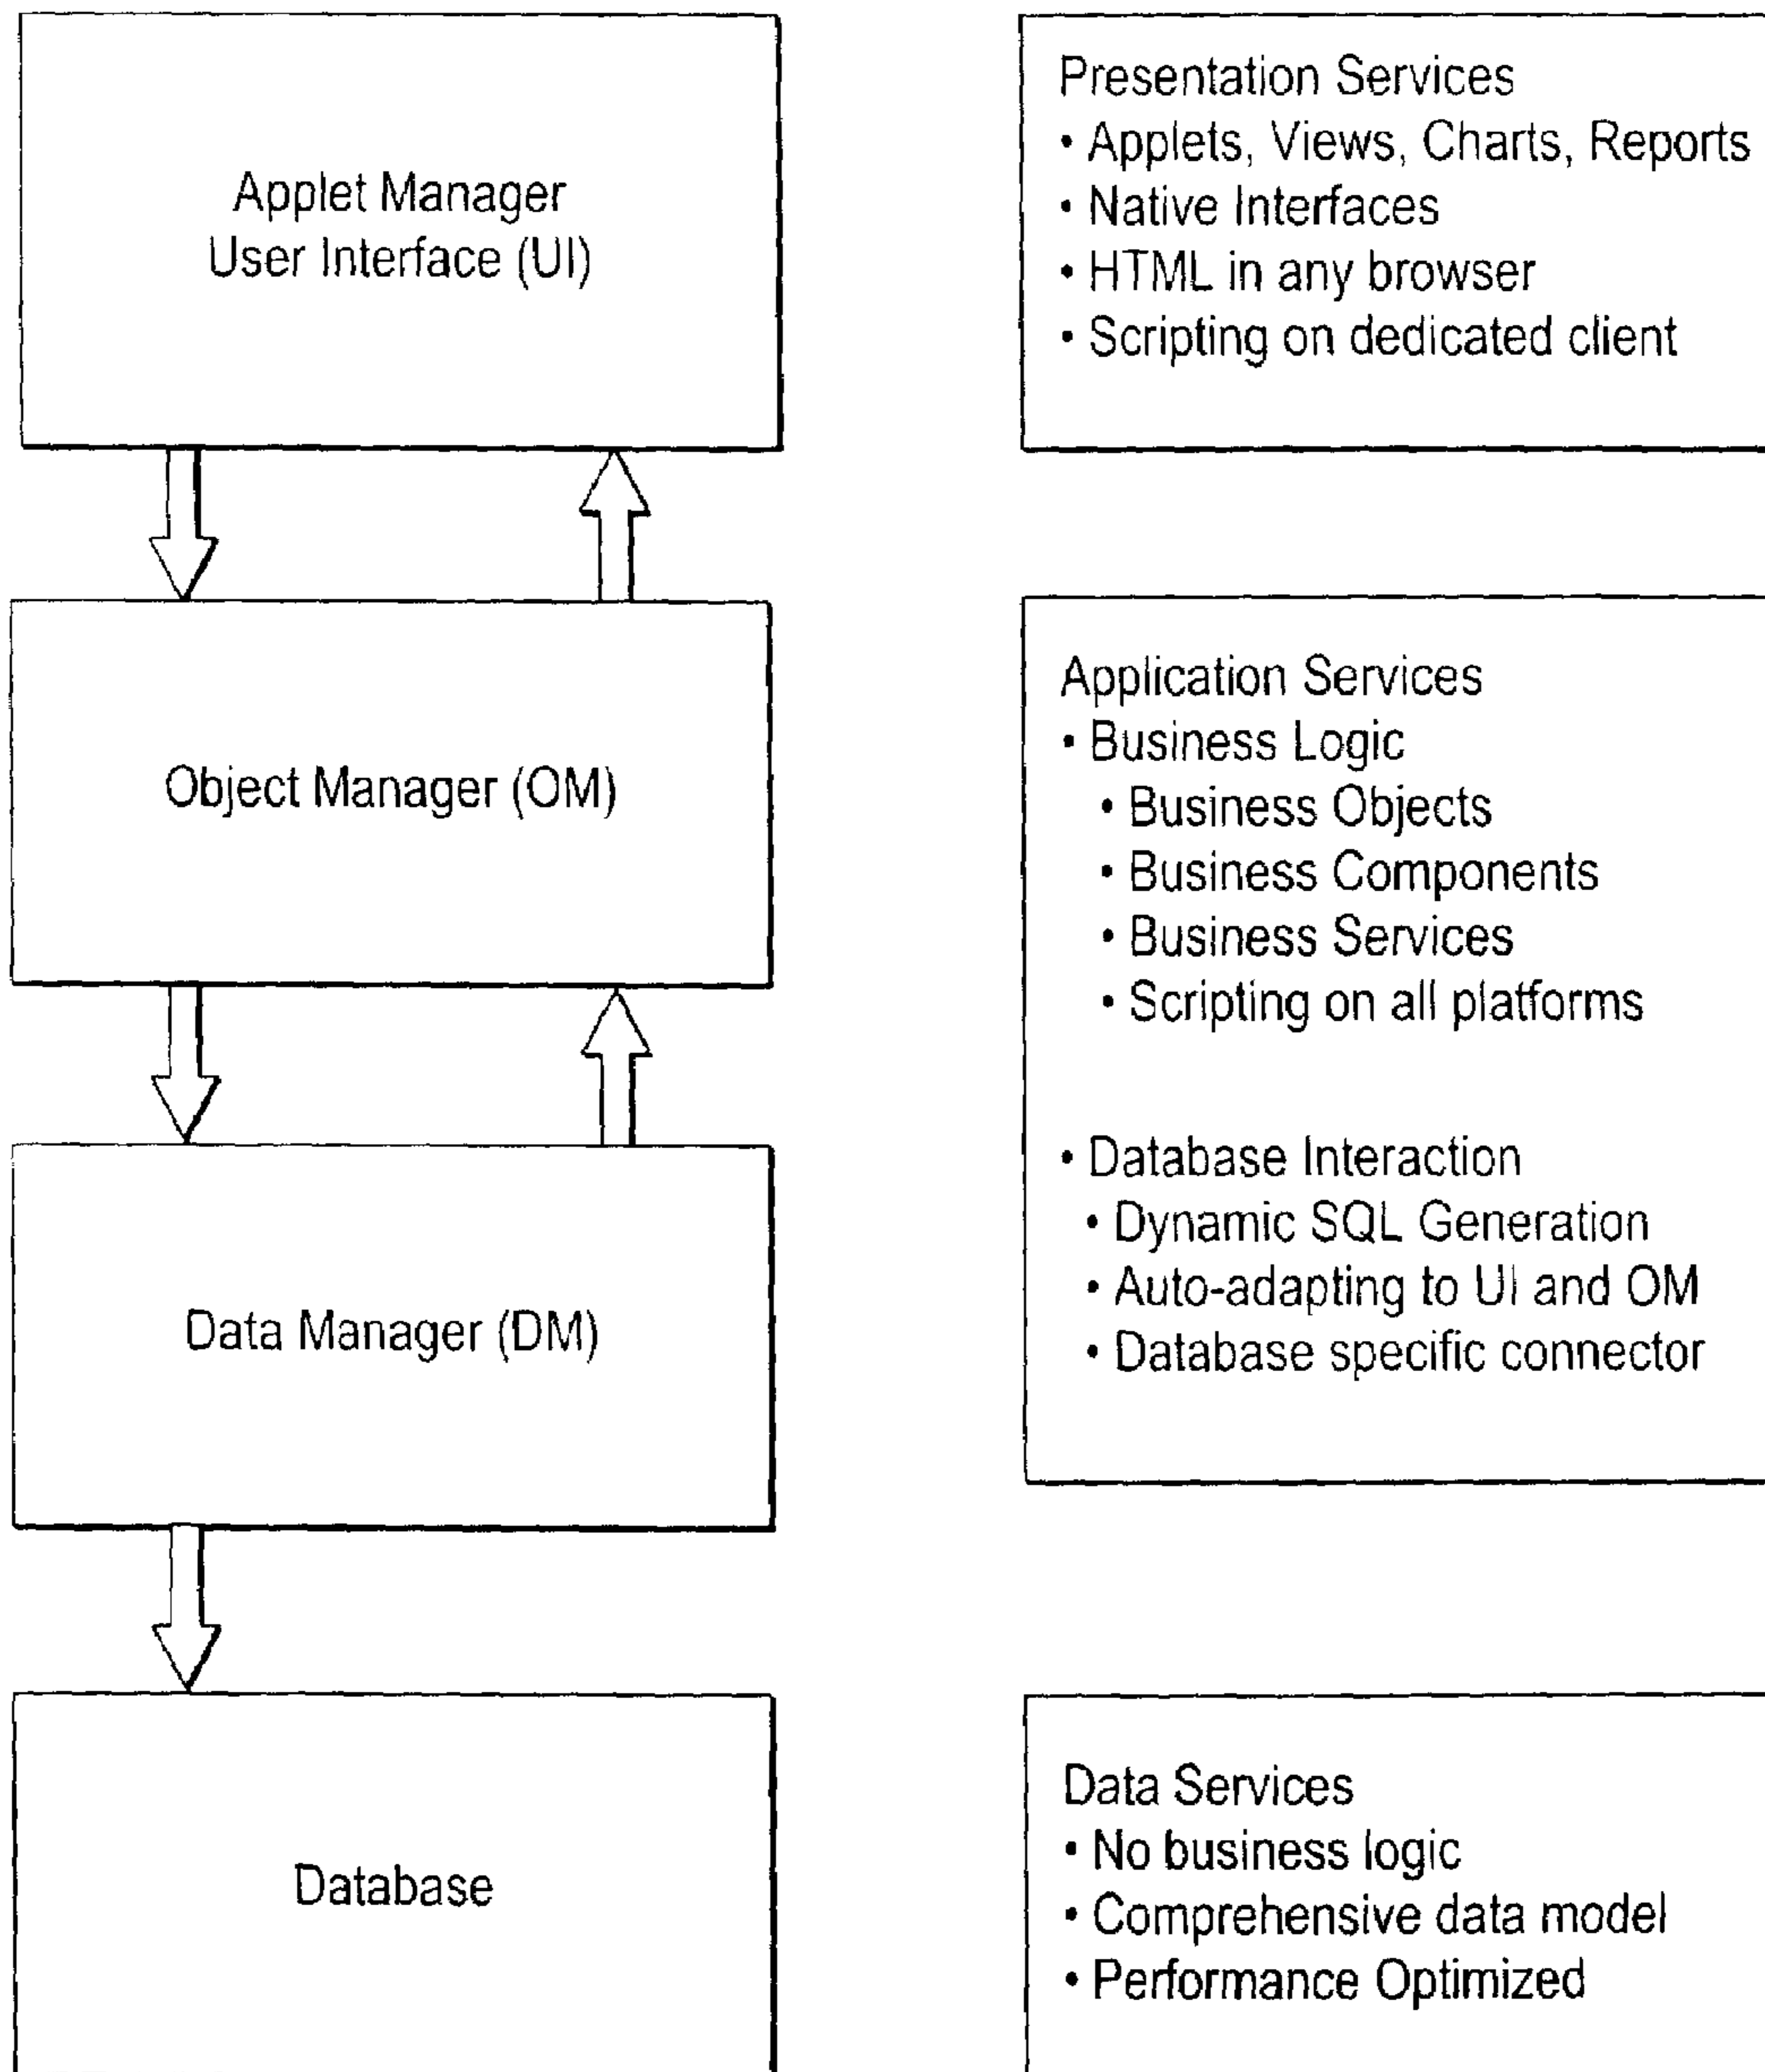 Applet Manager
User Interface (UI)
Presentation Services
• Applets, Views, Charts, Reports
• Native Interfaces
• HTML in any browser
• Scripting on dedicated client
Object Manager (OM)
Application Services
• Business Logic
• Business Objects
• Business Components
• Business Services
• Scripting on all platforms
• Database Interaction
• Dynamic SQL Generation
• Auto-adapting to UI and OM
• Database specific connector
Data Manager (DM)
Database
Data Services
• No business logic
• Comprehensive data model
• Performance Optimized